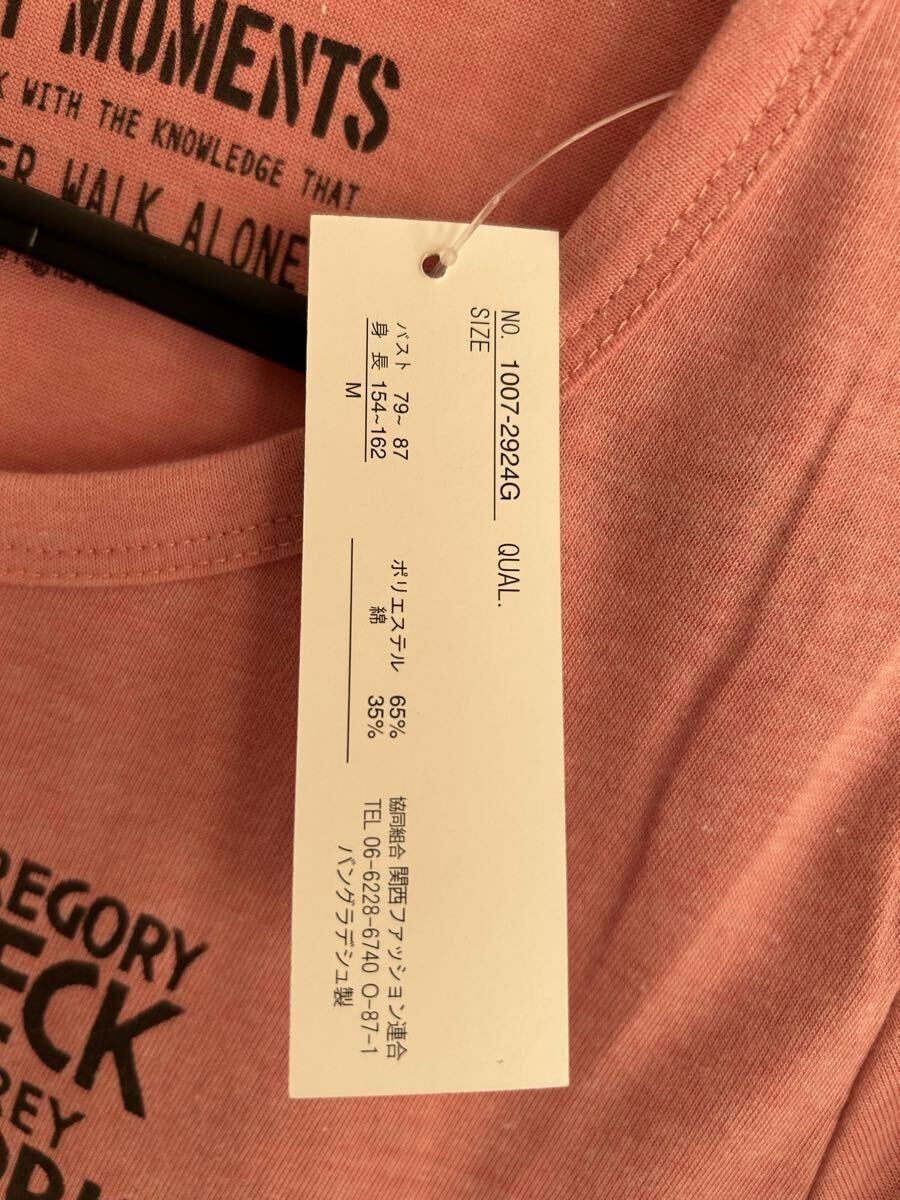 MOMENTS
WITH THE KNOWLEDGE THAT
WALK ALONE
NO. 1007-2924G QUAL.
SIZE
バスト 79~ 87
身 長 154~162
M
ポリエステル 65%
綿 35%
協同組合 関西ファッション連合
TEL 06-6228-6740 O-87-1
バングラデシュ製
REGORY
ECK
REY